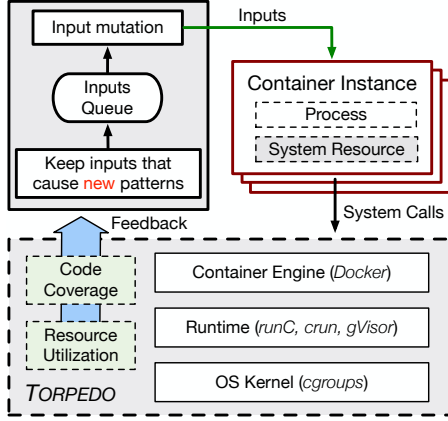 Input mutation
Inputs
Inputs
Queue
Keep inputs that
cause new patterns
Container Instance
Process
System Resource
Feedback
System Calls
Code
Coverage
Container Engine (Docker)
Resource
Utilization
Runtime (runC, crun, gVisor)
OS Kernel (cgroups)
TORPEDO